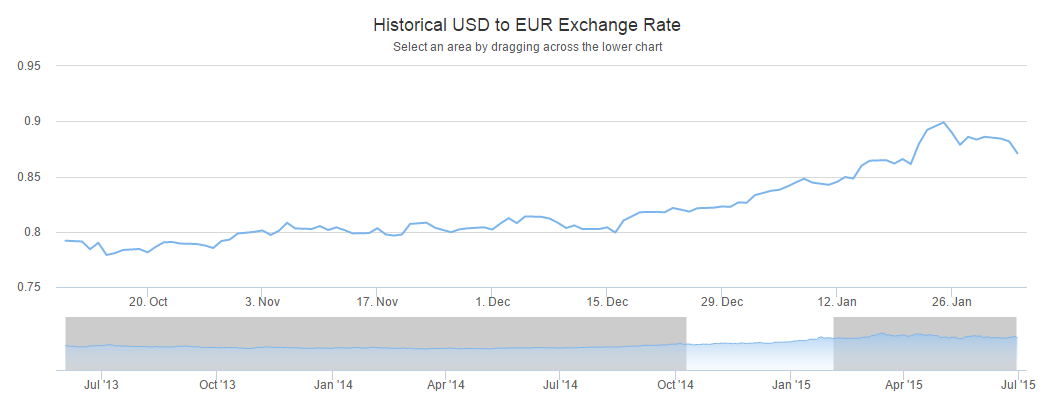 Historical USD to EUR Exchange Rate
Select an area by dragging across the lower chart
0.95
0.9
0.85
0.8
0.75
20. Oct 3. Nov 17. Nov 1. Dec 15. Dec 29. Dec 12. Jan 26. Jan
Jul '13 Oct '13 Jan '14 Apr '14 Jul '14 Oct '14 Jan '15 Apr '15 Jul '15